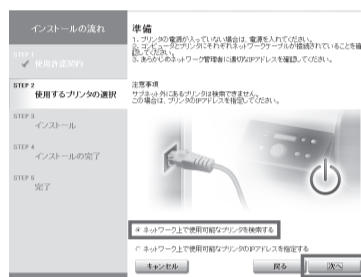 インストールの流れ
STEP 1
使用許諾契約
STEP 2
使用するプリンタの選択
STEP 3
インストール
STEP 4
インストールの完了
STEP 5
完了
準備
1. プリンタの電源が入っていない場合は、電源を入れてください。
2. コンピュータとプリンタにそれぞれネットワークケーブルが接続されていることを確
認してください。
3. あらかじめネットワーク管理者に適切なIPアドレスを確認してください。
注意事項
サブネット外にあるプリンタは検索できません。
この場合は、プリンタのIPアドレスを指定してください。
ネットワーク上で使用可能なプリンタを検索する
ネットワーク上で使用可能なプリンタのIPアドレスを指定する
キャンセル
戻る
次へ